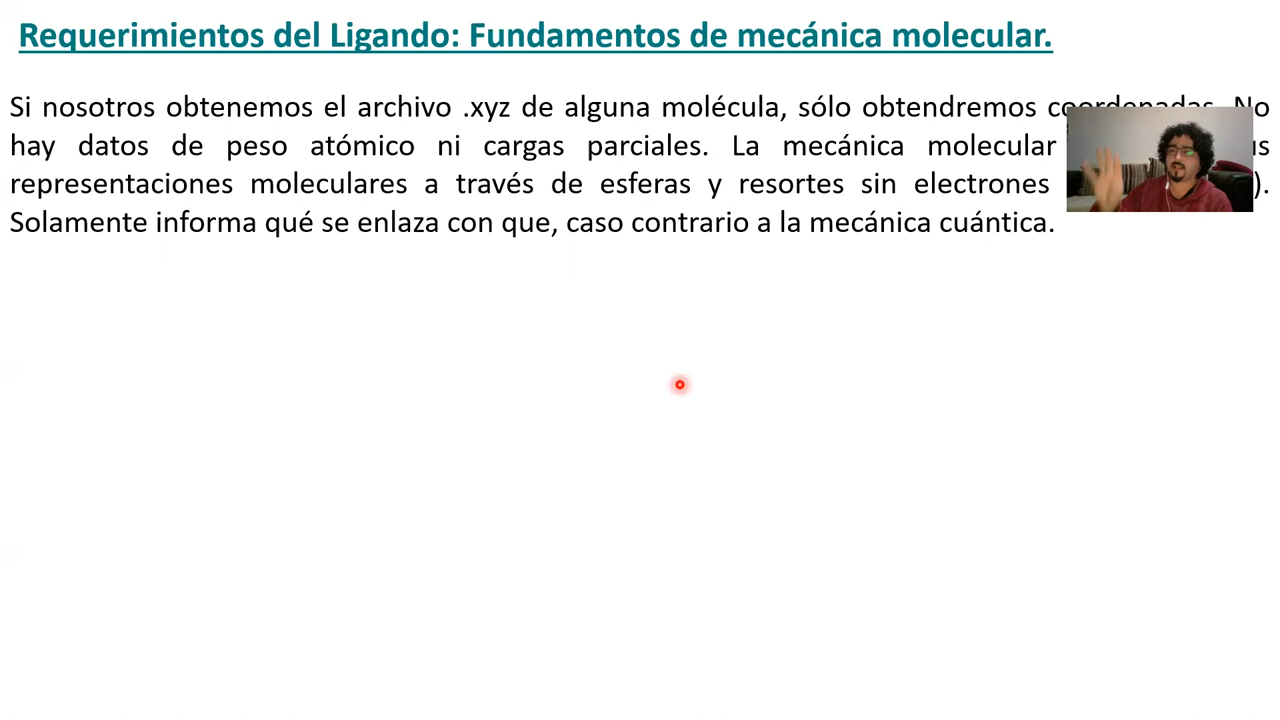 Requerimientos del Ligando: Fundamentos de mecánica molecular.
Si nosotros obtenemos el archivo .xyz de alguna molécula, sólo obtendremos coordenadas. No
hay datos de peso atómico ni cargas parciales. La mecánica molecular
representaciones moleculares a través de esferas y resortes sin electrones ).
Solamente informa qué se enlaza con que, caso contrario a la mecánica cuántica.